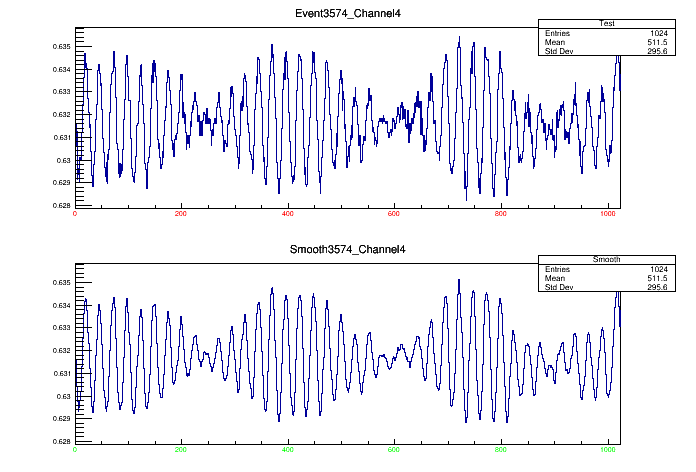 Event3574_Channel4
Test
Entries 1024
Mean 511.5
Std Dev 295.6
0.635
0.634
0.633
0.632
0.631
0.63
0.629
0.628
0 200 400 600 800 1000
Smooth3574_Channel4
Smooth
Entries 1024
Mean 511.5
Std Dev 295.6
0.635
0.634
0.633
0.632
0.631
0.63
0.629
0.628
0 200 400 600 800 1000